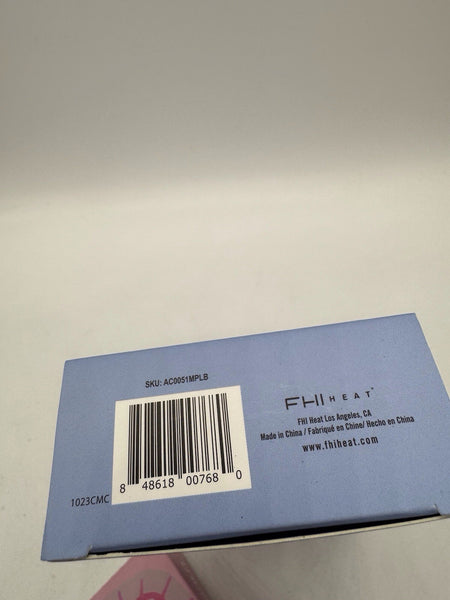 SKU: AC0051MPLB
8 48618 00768 0
1023CMC
FHI HEAT
FHI Heat Los Angeles, CA
Made in China / Fabriqué en Chine/ Hecho en China
www.fhiheat.com